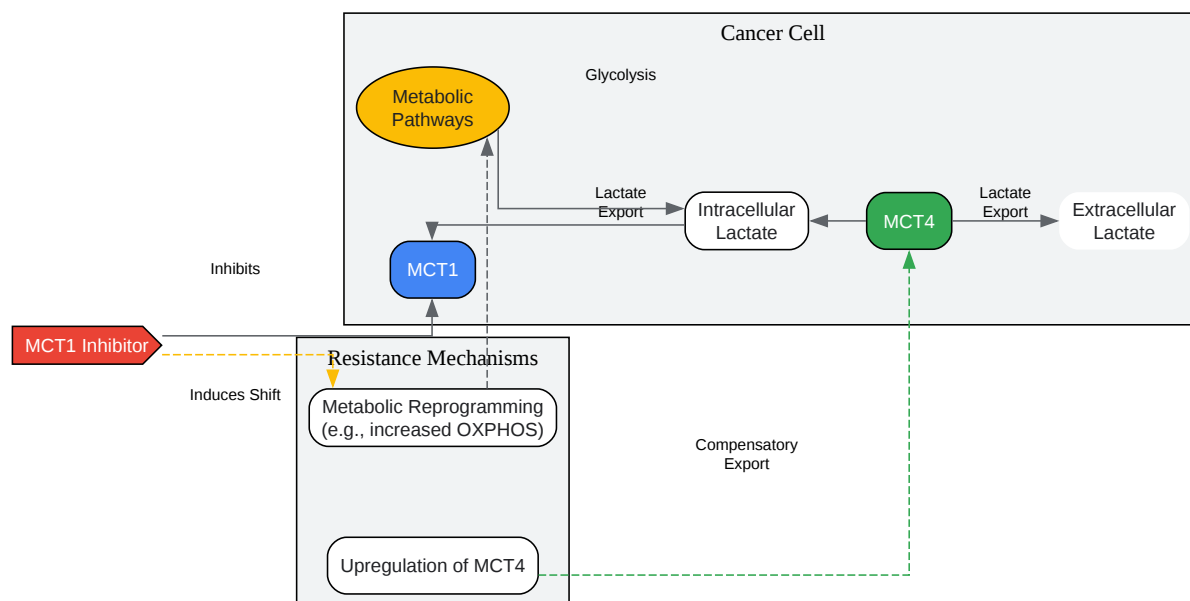 Cancer Cell
Glycolysis
Metabolic
Pathways
Lactate
Export
Intracellular
Lactate
MCT4
Lactate
Export
Extracellular
Lactate
MCT1
Inhibits
MCT1 Inhibitor
Resistance Mechanisms
Induces Shift
Metabolic Reprogramming
(e.g., increased OXPHOS)
Compensatory
Export
Upregulation of MCT4